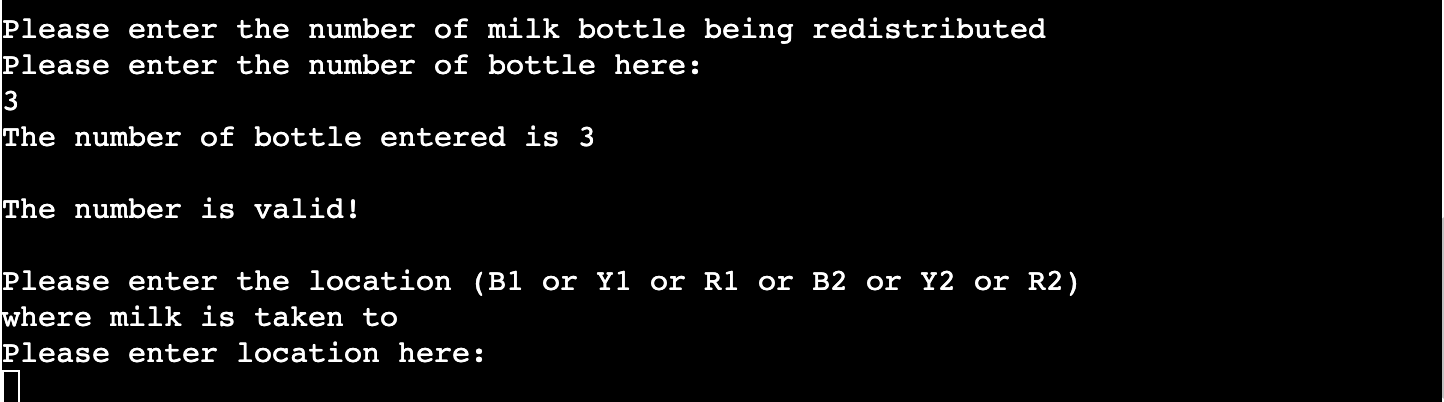 Please enter the number of milk bottle being redistributed
Please enter the number of bottle here:
3
The number of bottle entered is 3
The number is valid!
Please enter the location (B1 or Y1 or R1 or B2 or Y2 or R2)
where milk is taken to
Please enter location here: